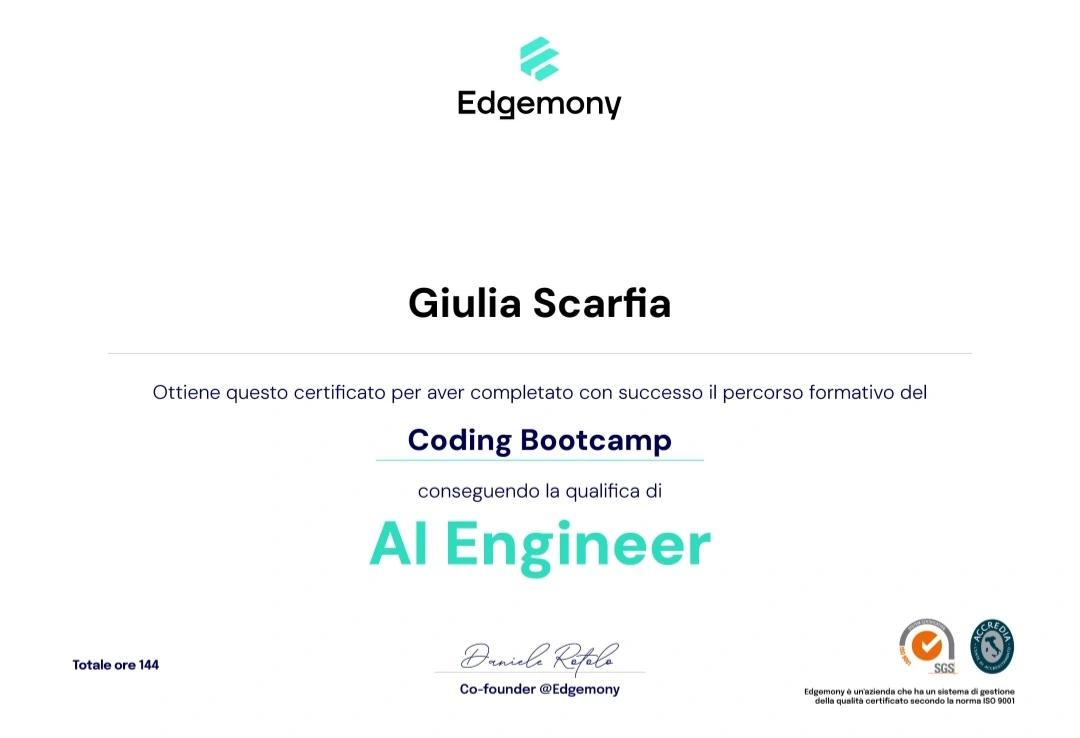 Edgemony
Giulia Scarfia
Ottiene questo certificato per aver completato con successo il percorso formativo del
Coding Bootcamp
conseguendo la qualifica di
AI Engineer
Totale ore 144
Daniele Rotolo
Co-founder @Edgemony
ISO 9001
SGS
ACCREDIA
Edgemony è un'azienda che ha un sistema di gestione
della qualità certificato secondo la norma ISO 9001